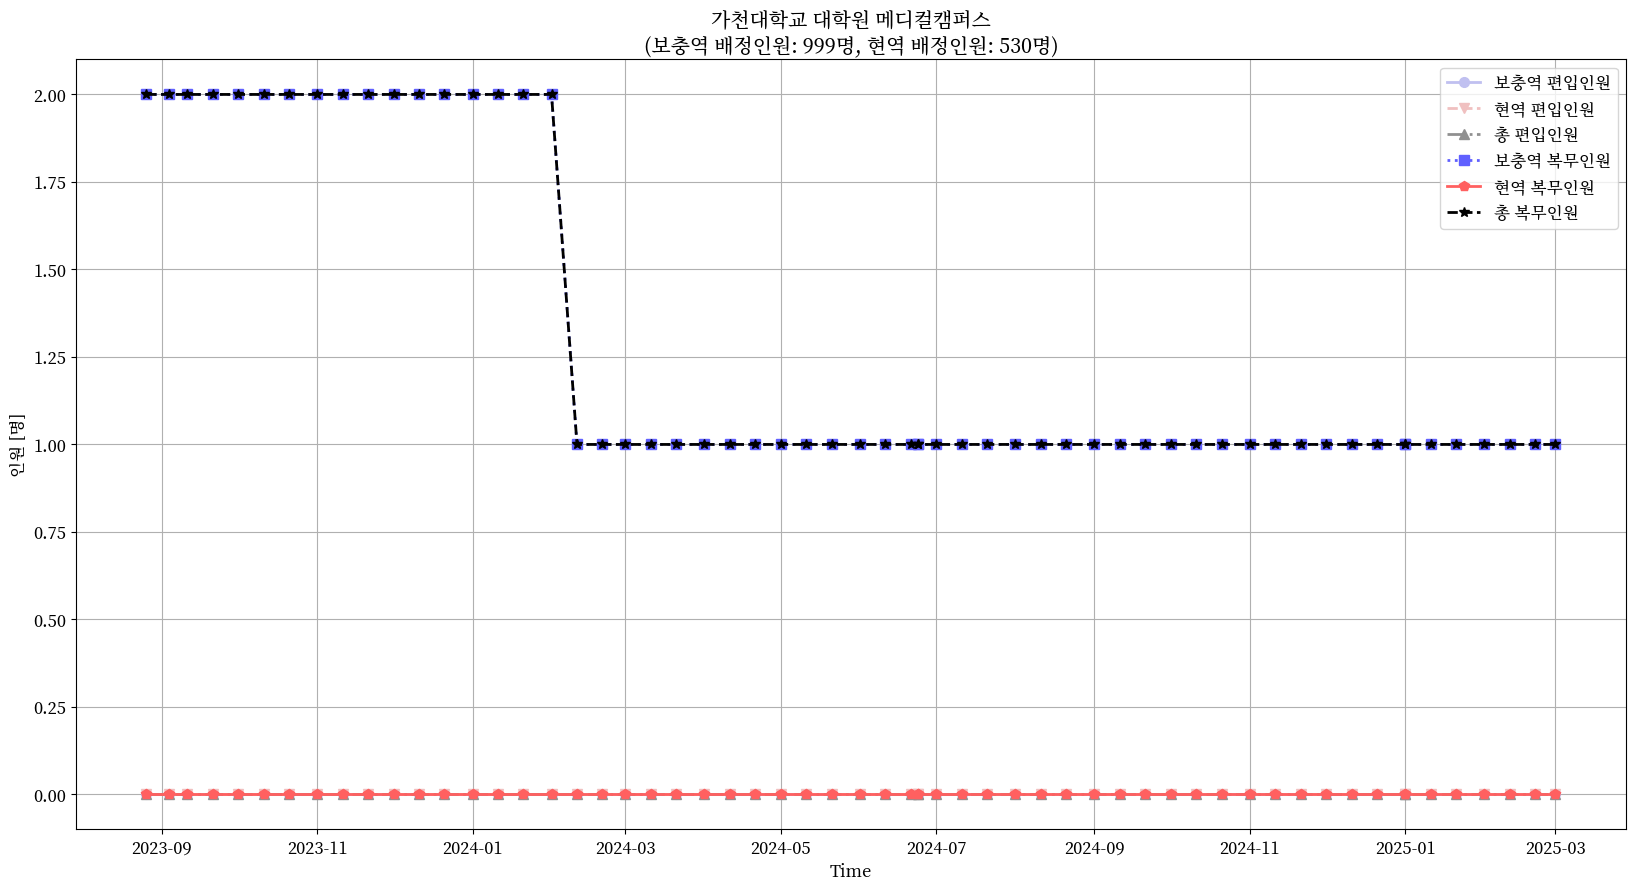 가천대학교 대학원 메디컬캠퍼스
(보충역 배정인원: 999명, 현역 배정인원: 530명)
보충역 편입인원
현역 편입인원
총 편입인원
보충역 복무인원
현역 복무인원
총 복무인원
인원 [명]
2.00
1.75
1.50
1.25
1.00
0.75
0.50
0.25
0.00
2023-09
2023-11
2024-01
2024-03
2024-05
2024-07
2024-09
2024-11
2025-01
2025-03
Time